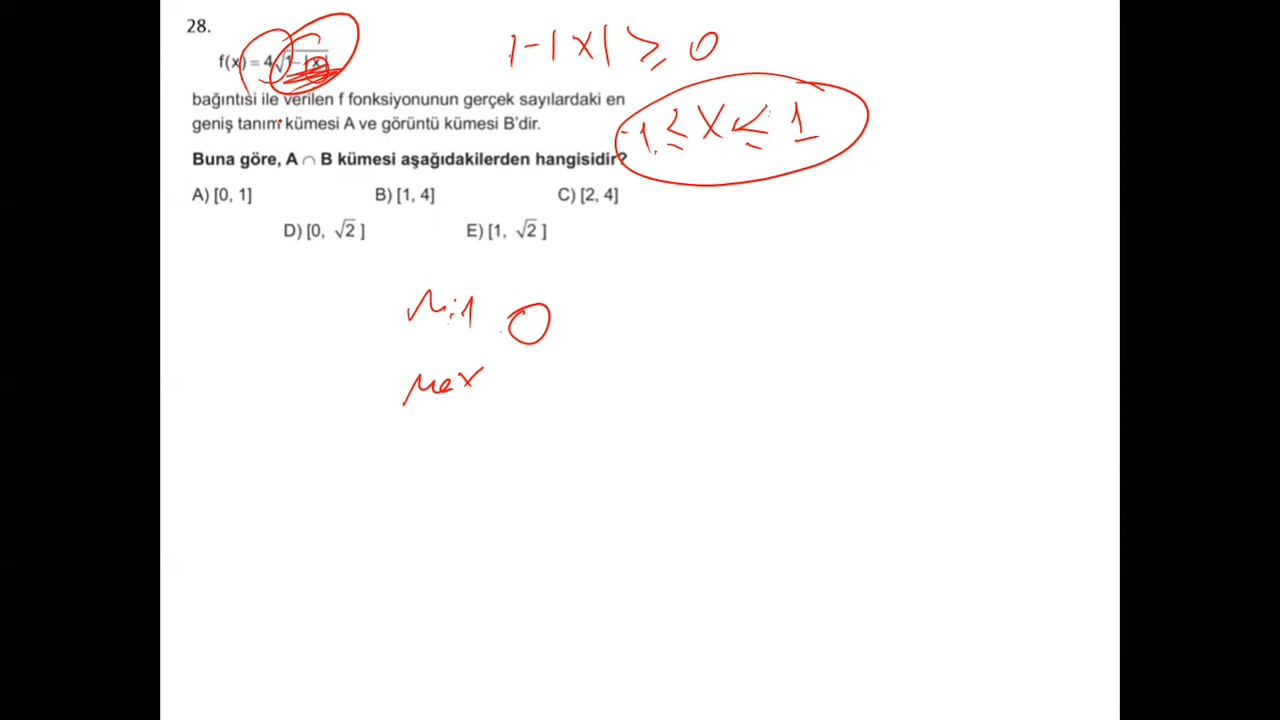 28.
f(x) = 4√1-|x|
1-|x| ≥ 0
bağıntısı ile verilen f fonksiyonunun gerçek sayılardaki en
geniş tanım kümesi A ve görüntü kümesi B'dir.
-1 ≤ x ≤ 1
Buna göre, A ∩ B kümesi aşağıdakilerden hangisidir?
A) [0, 1] B) [1, 4] C) [2, 4]
D) [0, √2 ] E) [1, √2 ]
Min 0
Max